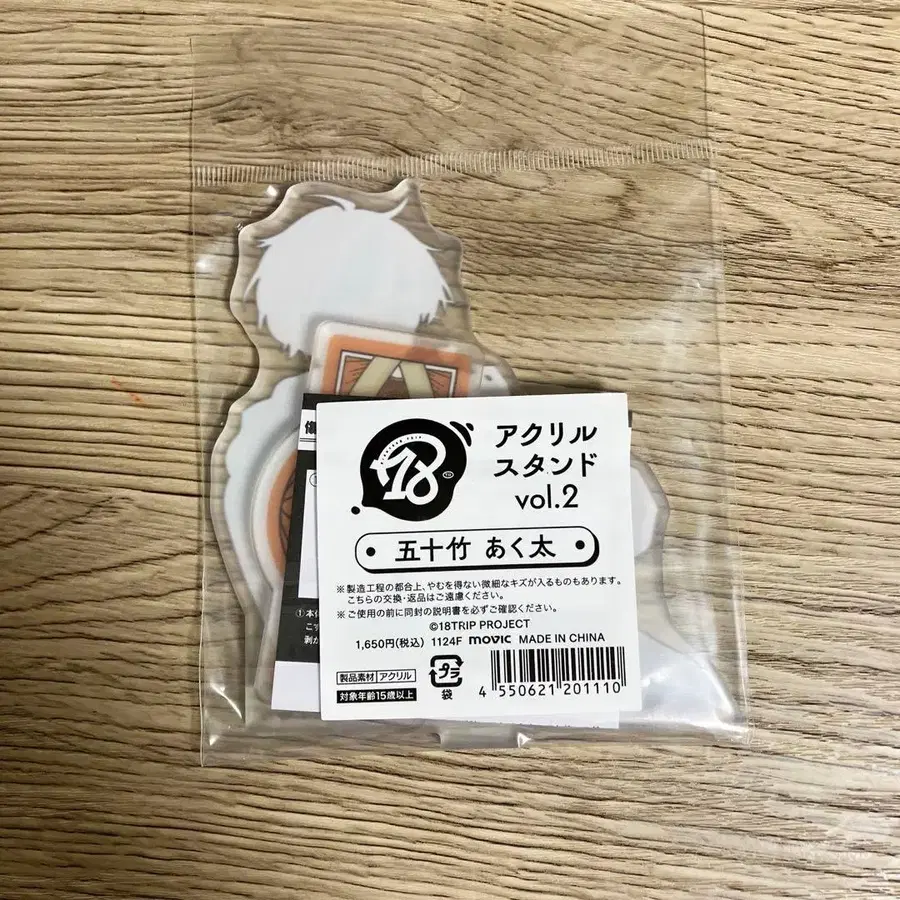 18
アクリル
スタンド
vol.2
五十竹 あく太
※製造工程の都合上、やむを得ない微細なキズが入るものもあります。
こちらの交換・返品はご遠慮ください。
※ご使用の前に同封の説明書を必ずご確認ください。
©18TRIP PROJECT
1,650円(税込) 1124F movic MADE IN CHINA
製品素材 アクリル
対象年齢15歳以上
プラ
袋
4 550621 201110
①本